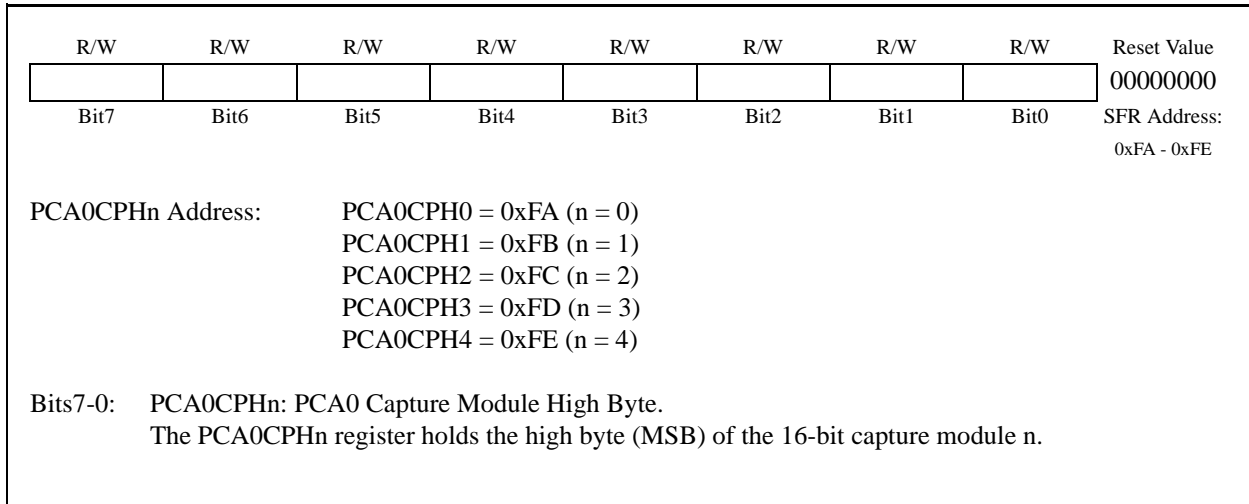 R/W R/W R/W R/W R/W R/W R/W R/W Reset Value
00000000
Bit7 Bit6 Bit5 Bit4 Bit3 Bit2 Bit1 Bit0 SFR Address:
0xFA - 0xFE
PCA0CPHn Address: PCA0CPH0 = 0xFA (n = 0)
PCA0CPH1 = 0xFB (n = 1)
PCA0CPH2 = 0xFC (n = 2)
PCA0CPH3 = 0xFD (n = 3)
PCA0CPH4 = 0xFE (n = 4)
Bits7-0: PCA0CPHn: PCA0 Capture Module High Byte.
The PCA0CPHn register holds the high byte (MSB) of the 16-bit capture module n.